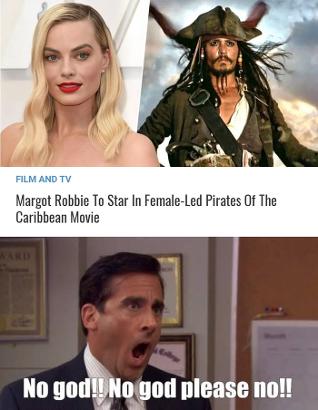 FILM AND TV
Margot Robbie To Star In Female-Led Pirates Of The
Caribbean Movie
No god!! No god please no!!